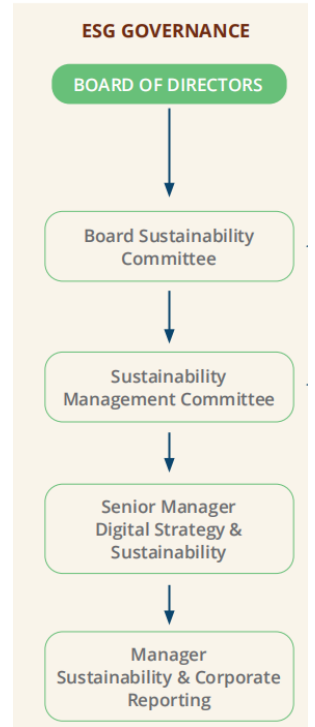 ESG GOVERNANCE
BOARD OF DIRECTORS
Board Sustainability
Committee
Sustainability
Management Committee
Senior Manager
Digital Strategy &
Sustainability
Manager
Sustainability & Corporate
Reporting